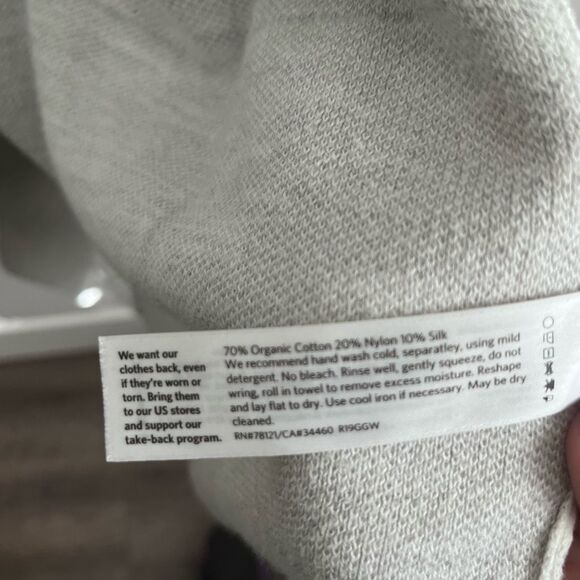 We want our
clothes back, even
if they're worn or
torn. Bring them
to our US stores
and support our
take-back program.
70% Organic Cotton 20% Nylon 10% Silk
We recommend hand wash cold, separatley, using mild
detergent. No bleach. Rinse well, gently squeeze, do not
wring, roll in towel to remove excess moisture. Reshape
and lay flat to dry. Use cool iron if necessary. May be dry
cleaned.
RN#78121/CA#34460 R19GGW